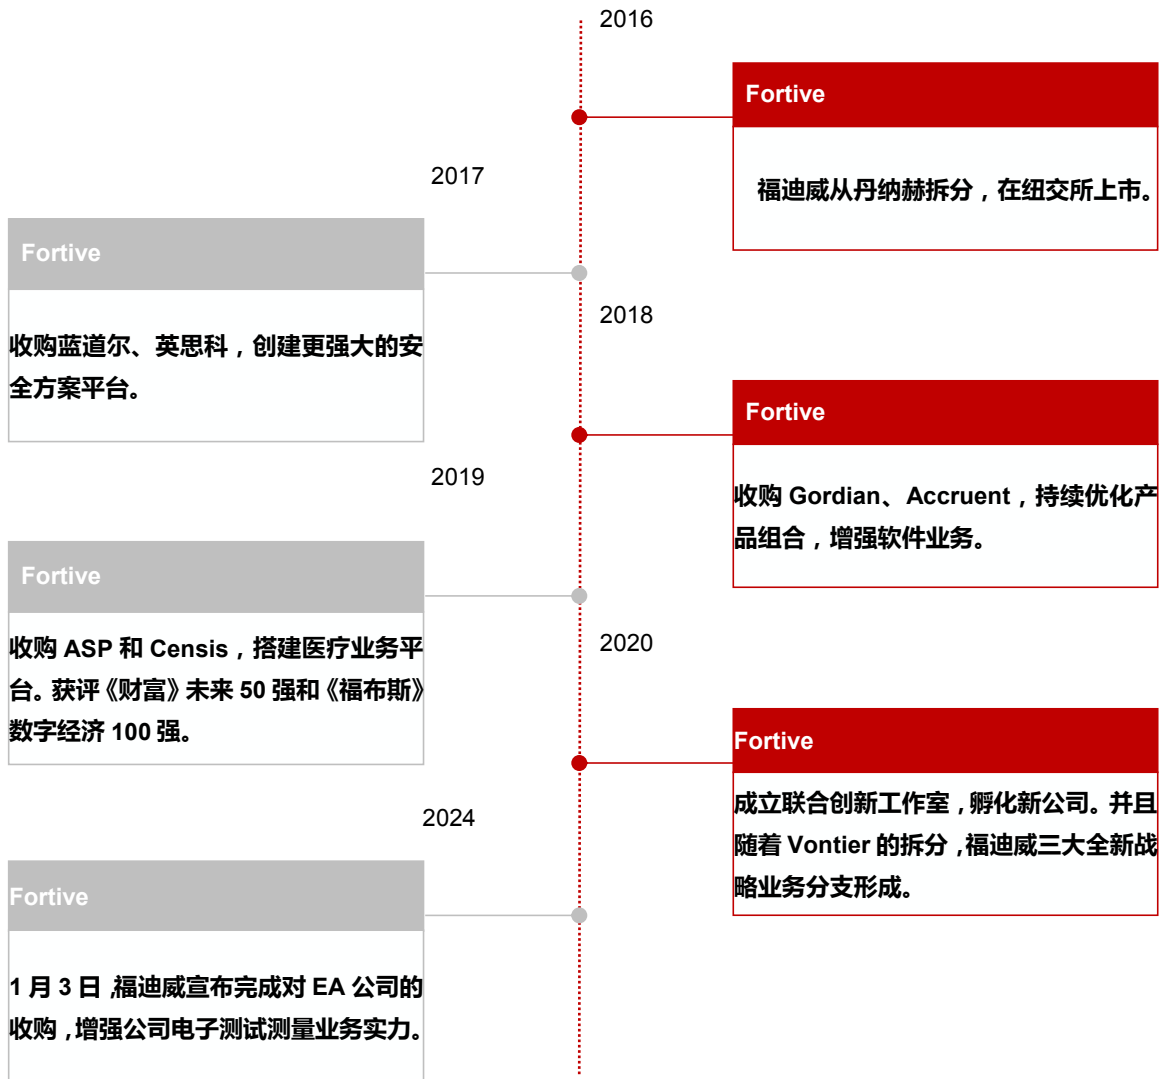 2016
Fortive
福迪威从丹纳赫拆分，在纽交所上市。
2017
Fortive
收购蓝道尔、英思科，创建更强大的安
全方案平台。
2018
Fortive
收购 Gordian、Accruent，持续优化产
品组合，增强软件业务。
2019
Fortive
收购 ASP 和 Censis，搭建医疗业务平
台。获评《财富》未来 50 强和《福布斯》
数字经济 100 强。
2020
Fortive
成立联合创新工作室，孵化新公司。并且
随着 Vontier 的拆分，福迪威三大全新战
略业务分支形成。
2024
Fortive
1 月 3 日，福迪威宣布完成对 EA 公司的
收购，增强公司电子测试测量业务实力。